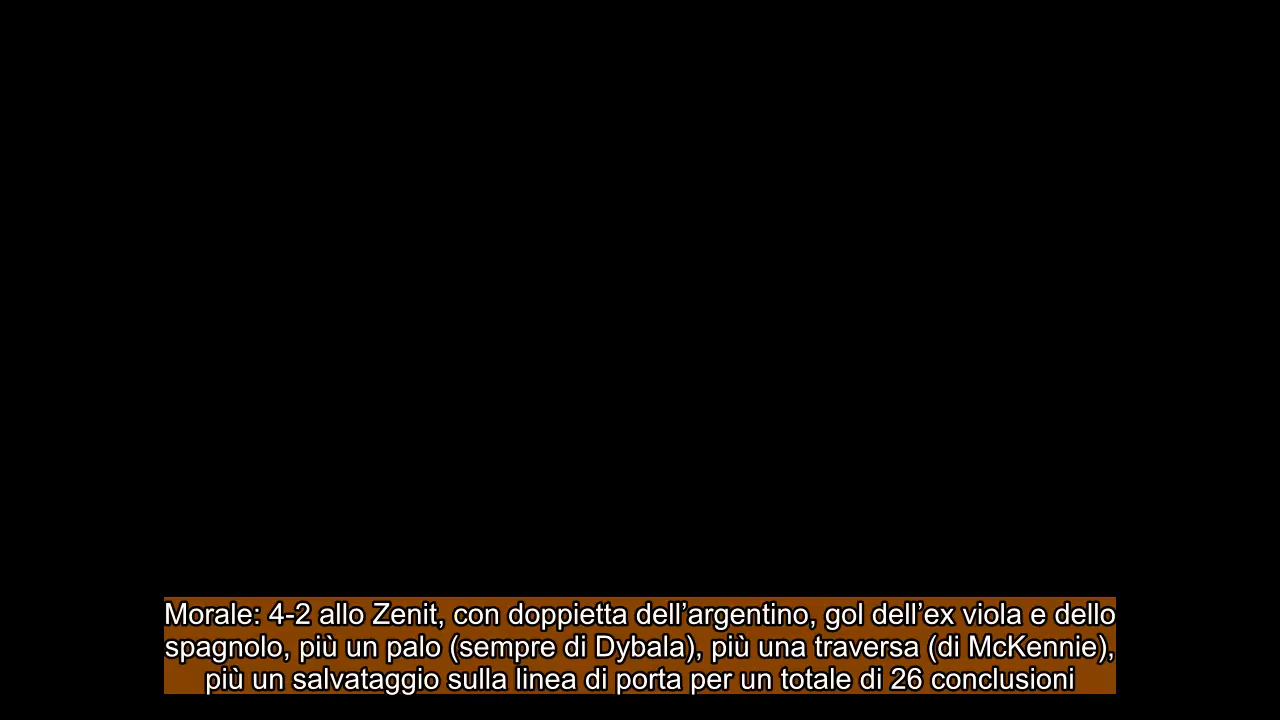 Morale: 4-2 allo Zenit, con doppietta dell’argentino, gol dell’ex viola e dello
spagnolo, più un palo (sempre di Dybala), più una traversa (di McKennie),
più un salvataggio sulla linea di porta per un totale di 26 conclusioni